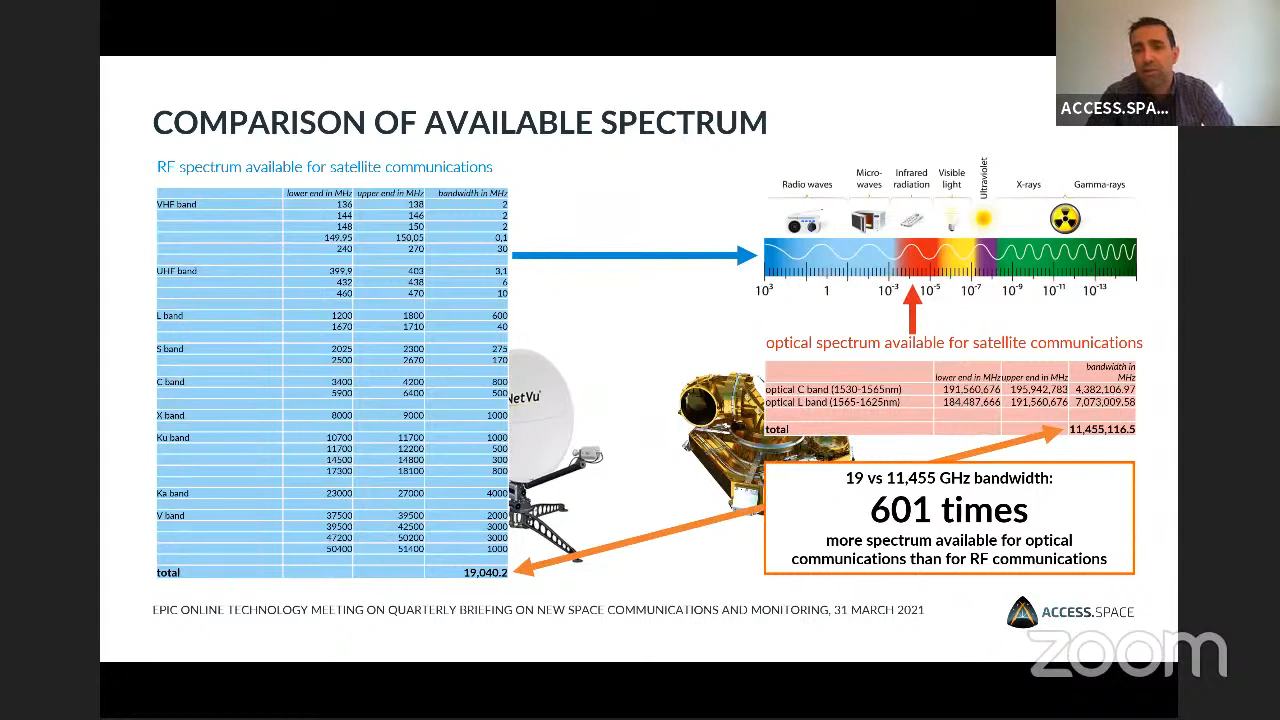 ACCESS.SPA...
COMPARISON OF AVAILABLE SPECTRUM
RF spectrum available for satellite communications
lower end in MHz upper end in MHz bandwidth in MHz
VHF band 136 138 2
144 146 2
148 150 2
149.95 150,05 0,1
240 270 30
UHF band 399,9 403 3,1
432 438 6
460 470 10
L band 1200 1800 600
1670 1710 40
S band 2025 2300 275
2500 2670 170
C band 3400 4200 800
5900 6400 500
X band 8000 9000 1000
Ku band 10700 11700 1000
11700 12200 500
14500 14800 300
17300 18100 800
Ka band 23000 27000 4000
V band 37500 39500 2000
39500 42500 3000
47200 50200 3000
50400 51400 1000
total 19,040.2
NetVu
Radio waves
Micro-
waves
Infrared
radiation
Visible
light
Ultraviolet
X-rays
Gamma-rays
10³ 1 10⁻³ 10⁻⁵ 10⁻⁷ 10⁻⁹ 10⁻¹¹ 10⁻¹³
optical spectrum available for satellite communications
bandwidth in
lower end in MHz upper end in MHz MHz
optical C band (1530-1565nm) 191,560,676 195,942,783 4,382,106.97
optical L band (1565-1625nm) 184,487,666 191,560,676 7,073,009.58
total 11,455,116.5
19 vs 11,455 GHz bandwidth:
601 times
more spectrum available for optical
communications than for RF communications
EPIC ONLINE TECHNOLOGY MEETING ON QUARTERLY BRIEFING ON NEW SPACE COMMUNICATIONS AND MONITORING, 31 MARCH 2021
ACCESS.SPACE
zoom